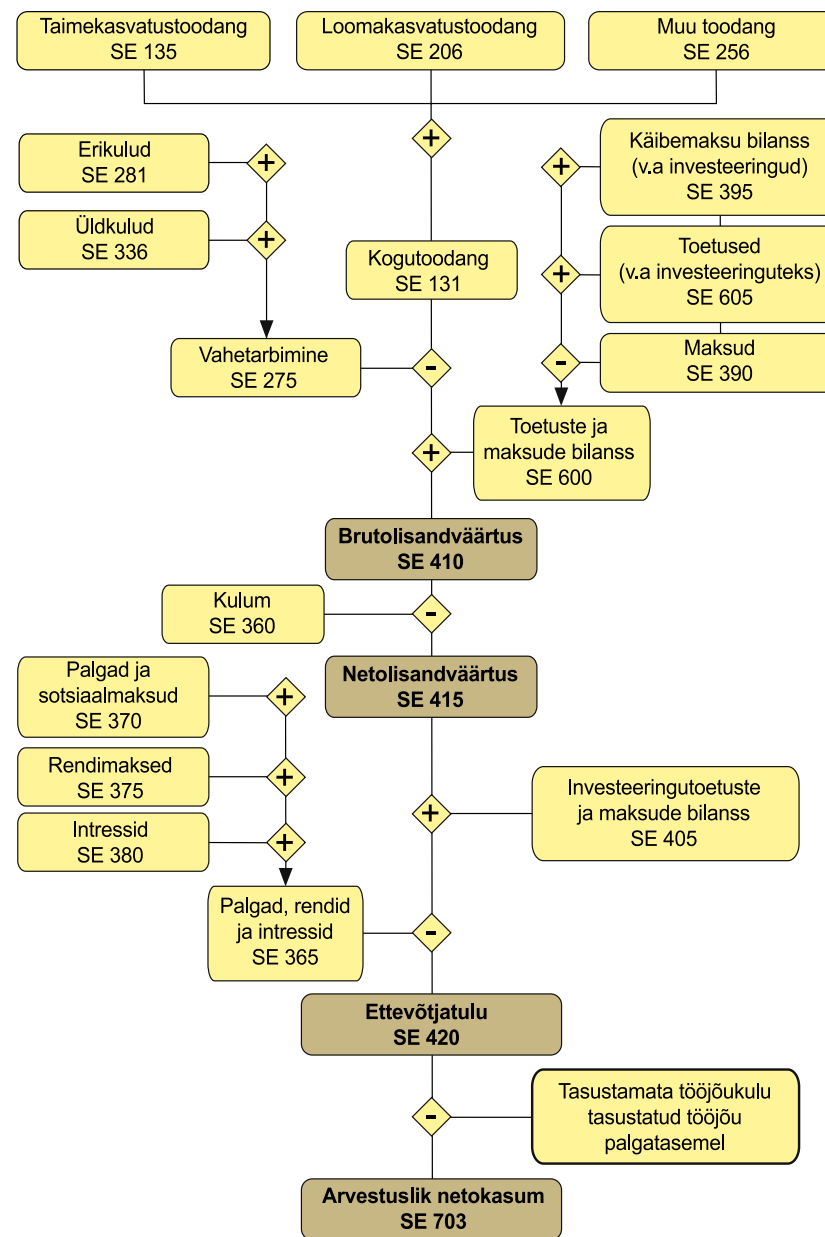 Taimekasvatustoodang
SE 135
Loomakasvatustoodang
SE 206
Muu toodang
SE 256
+
Erikulud
SE 281
+
Käibemaksu bilanss
(v.a investeeringud)
SE 395
+
Üldkulud
SE 336
+
Kogutoodang
SE 131
Toetused
(v.a investeeringuteks)
SE 605
+
Vahetarbimine
SE 275
-
Maksud
SE 390
-
Toetuste ja
maksude bilanss
SE 600
+
Brutolisandväärtus
SE 410
Kulum
SE 360
-
Netolisandväärtus
SE 415
Palgad ja
sotsiaalmaksud
SE 370
+
Rendimaksed
SE 375
+
Investeeringutoetuste
ja maksude bilanss
SE 405
+
Intressid
SE 380
+
Palgad, rendid
ja intressid
SE 365
-
Ettevõtjatulu
SE 420
Tasustamata tööjõukulu
tasustatud tööjõu
palgatasemel
-
Arvestuslik netokasum
SE 703